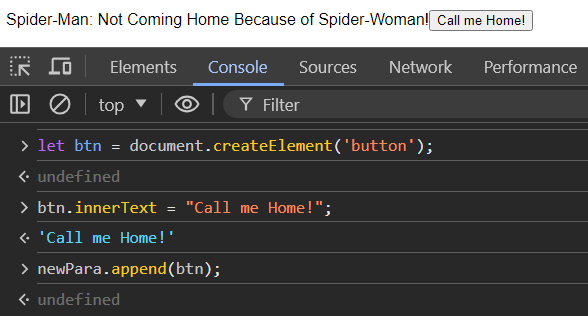 Spider-Man: Not Coming Home Because of Spider-Woman! Call me Home!
Elements Console Sources Network Performance
top Filter
let btn = document.createElement('button');
undefined
btn.innerText = "Call me Home!";
'Call me Home!'
newPara.append(btn);
undefined